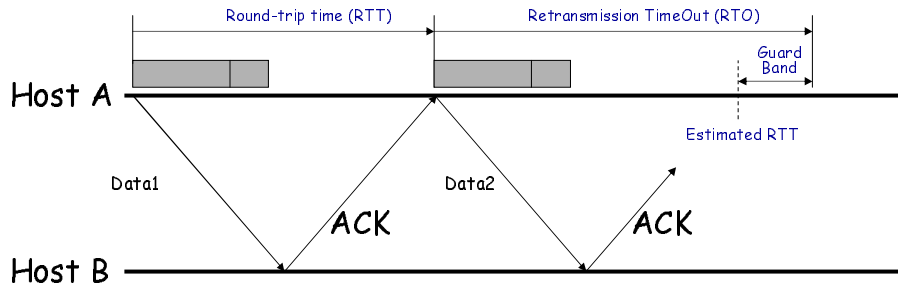 Round-trip time (RTT)
Retransmission TimeOut (RTO)
Guard
Band
Host A
Estimated RTT
Data1
Data2
ACK
ACK
Host B